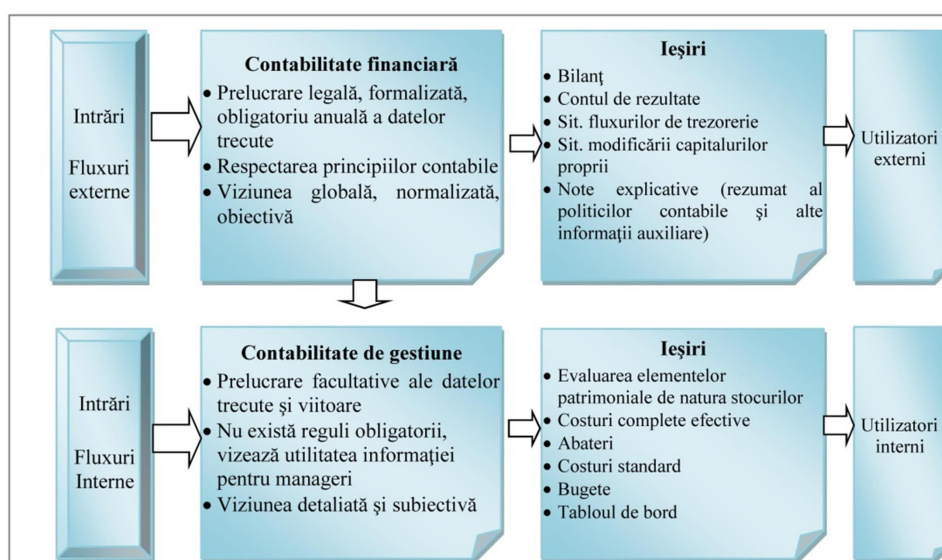 Intrări
Fluxuri
externe
Contabilitate financiară
• Prelucrare legală, formalizată,
obligatoriu anuală a datelor
trecute
• Respectarea principiilor contabile
• Viziunea globală, normalizată,
obiectivă
Ieşiri
• Bilanţ
• Contul de rezultate
• Sit. fluxurilor de trezorerie
• Sit. modificării capitalurilor
proprii
• Note explicative (rezumat al
politicilor contabile şi alte
informaţii auxiliare)
Utilizatori
externi
Intrări
Fluxuri
Interne
Contabilitate de gestiune
• Prelucrare facultative ale datelor
trecute şi viitoare
• Nu există reguli obligatorii,
vizează utilitatea informaţiei
pentru manageri
• Viziunea detaliată şi subiectivă
Ieşiri
• Evaluarea elementelor
patrimoniale de natura stocurilor
• Costuri complete efective
• Abateri
• Costuri standard
• Bugete
• Tabloul de bord
Utilizatori
interni